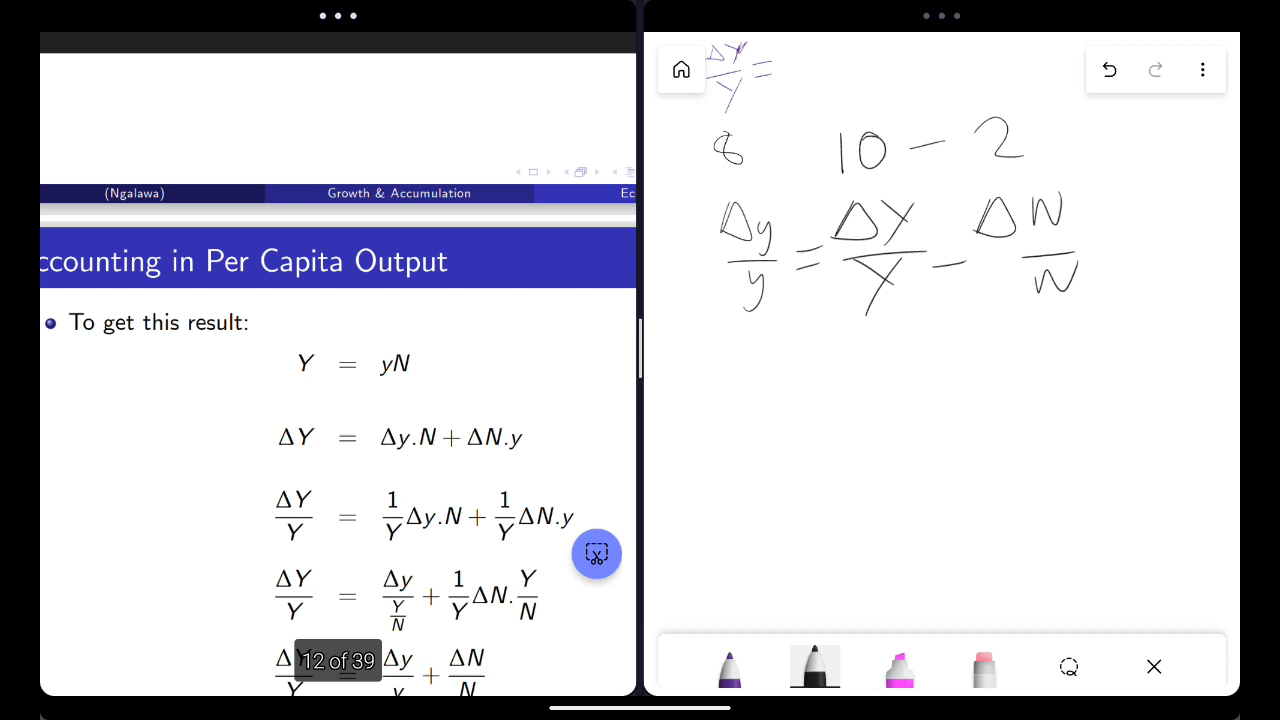 (Ngalawa) Growth & Accumulation Ec
ccounting in Per Capita Output
To get this result:
Y = yN
ΔY = Δy.N + ΔN.y
ΔY/Y = 1/Y Δy.N + 1/Y ΔN.y
ΔY/Y = Δy/(Y/N) + 1/Y ΔN. Y/N
ΔY/Y = Δy/y + ΔN/N
12 of 39
ΔY/Y =
8 10 - 2
Δy/y = ΔY/Y - ΔN/N